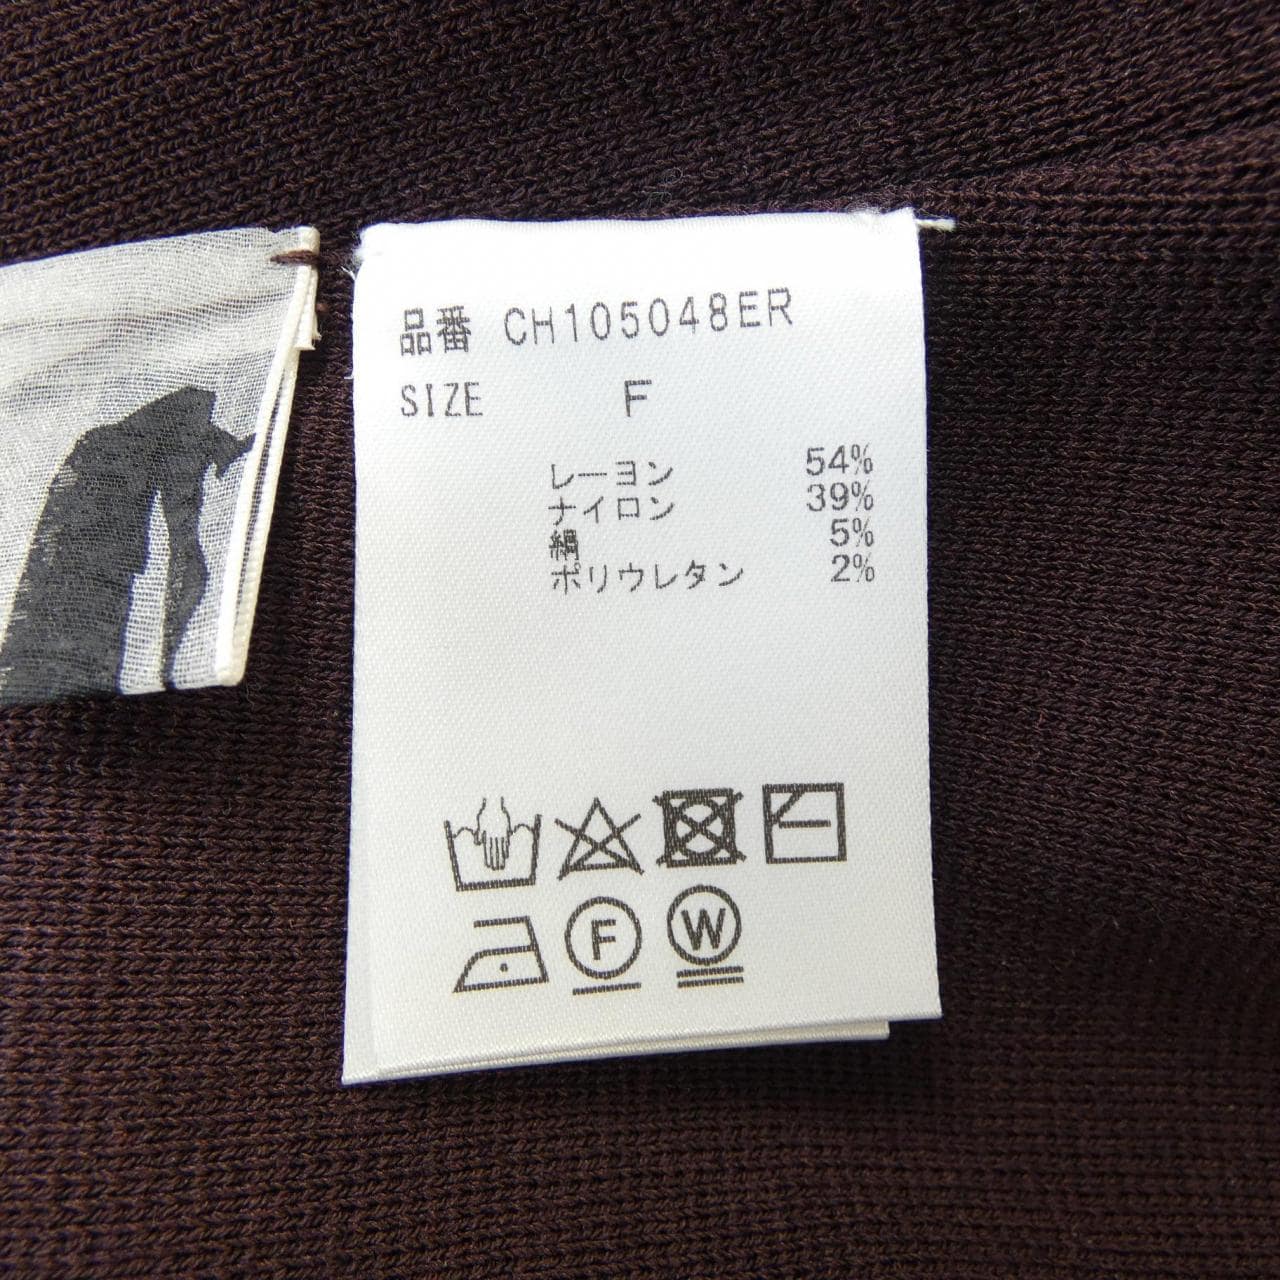 品番 CH105048ER
SIZE F
レーヨン 54%
ナイロン 39%
絹 5%
ポリウレタン 2%
F W